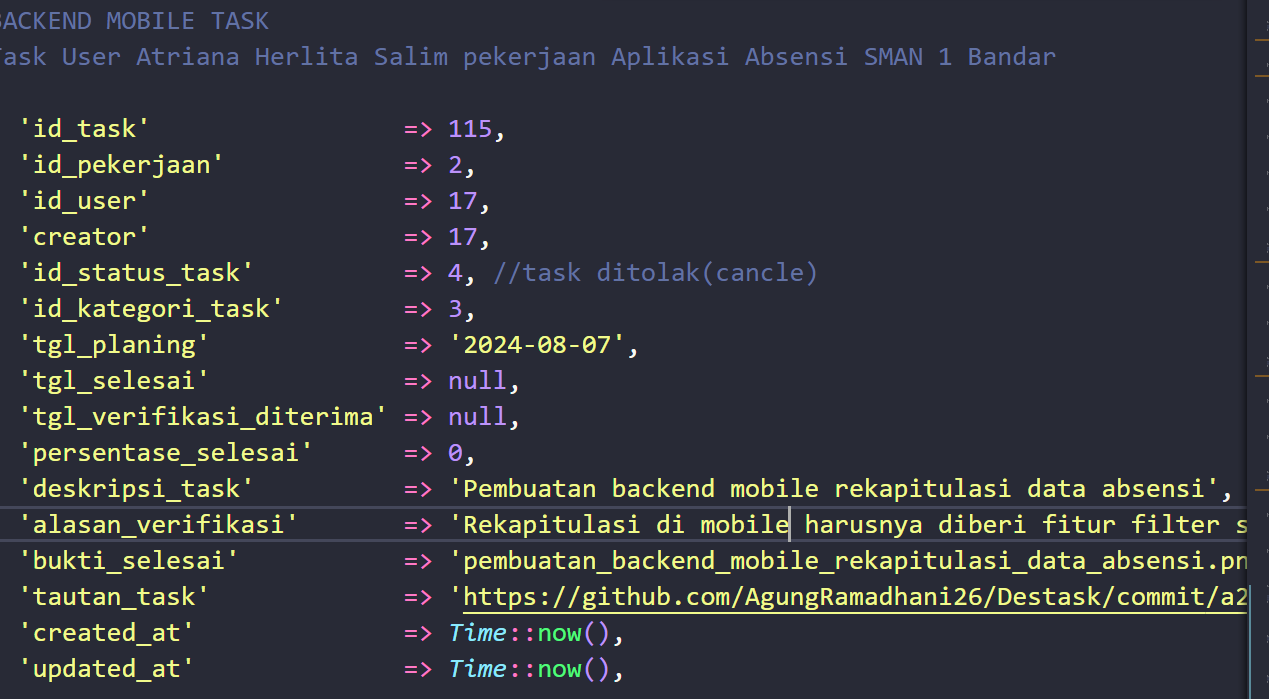 BACKEND MOBILE TASK
Task User Atriana Herlita Salim pekerjaan Aplikasi Absensi SMAN 1 Bandar
'id_task' => 115,
'id_pekerjaan' => 2,
'id_user' => 17,
'creator' => 17,
'id_status_task' => 4, //task ditolak(cancle)
'id_kategori_task' => 3,
'tgl_planing' => '2024-08-07',
'tgl_selesai' => null,
'tgl_verifikasi_diterima' => null,
'persentase_selesai' => 0,
'deskripsi_task' => 'Pembuatan backend mobile rekapitulasi data absensi',
'alasan_verifikasi' => 'Rekapitulasi di mobile harusnya diberi fitur filter s
'bukti_selesai' => 'pembuatan_backend_mobile_rekapitulasi_data_absensi.pn
'tautan_task' => 'https://github.com/AgungRamadhani26/Destask/commit/a2
'created_at' => Time::now(),
'updated_at' => Time::now(),